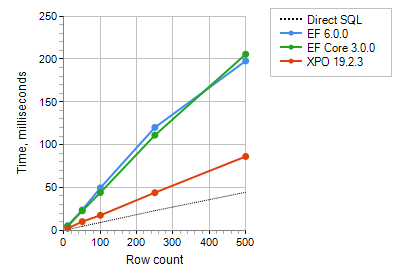 250
200
150
100
50
0
Time, milliseconds
0
100
200
300
400
500
Row count
Direct SQL
EF 6.0.0
EF Core 3.0.0
XPO 19.2.3